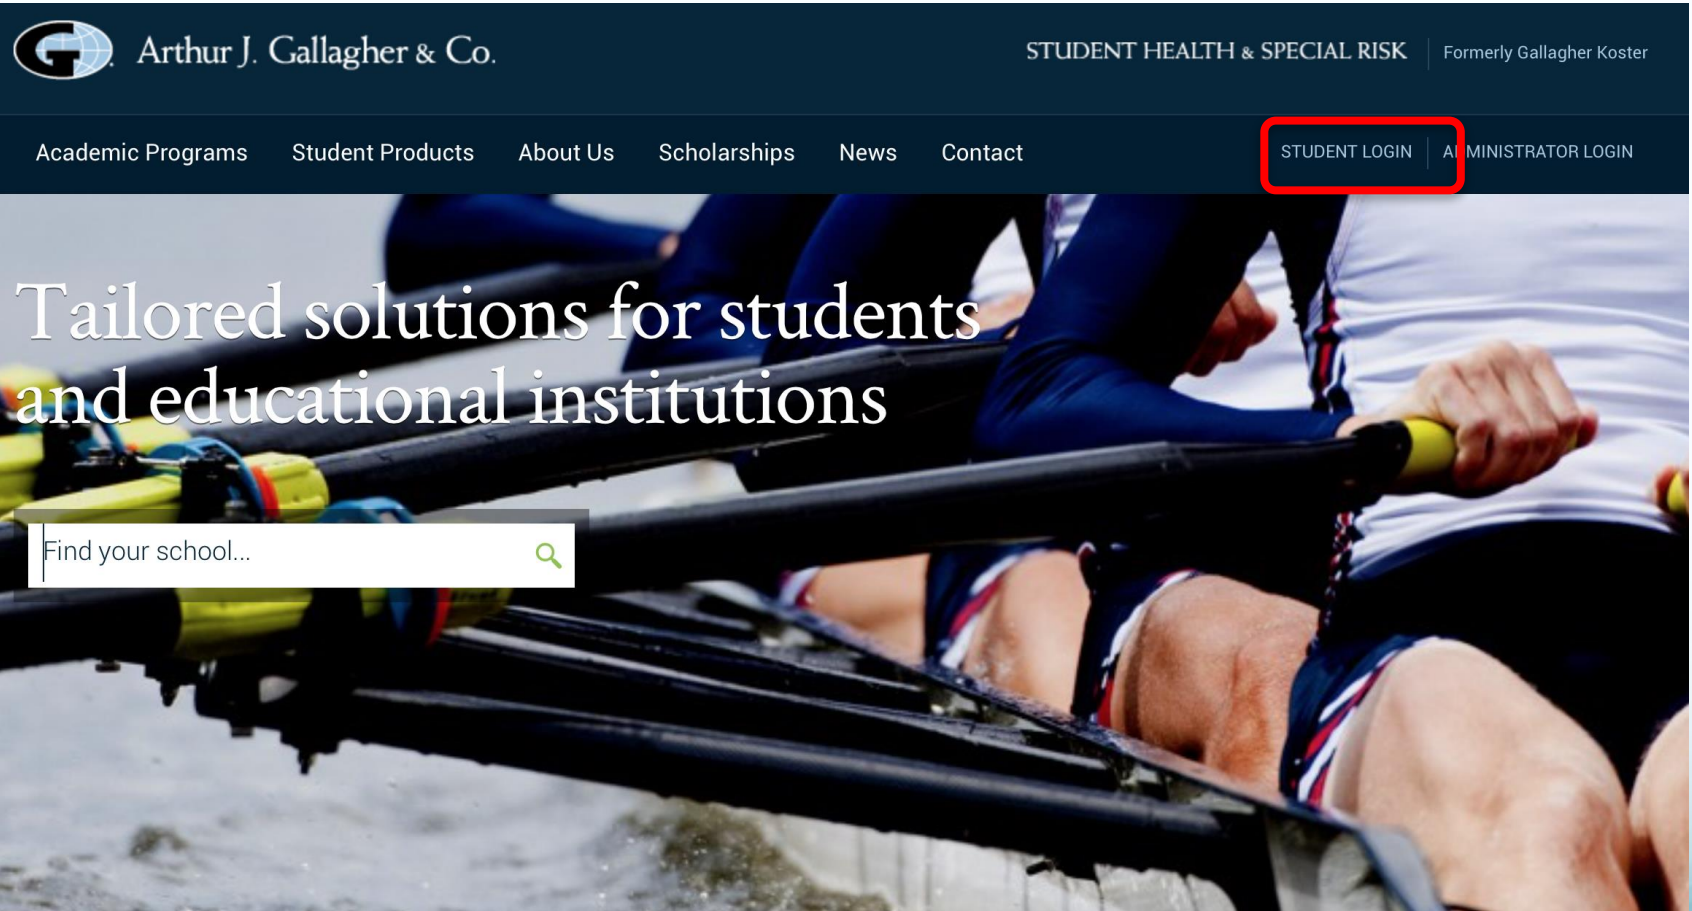 Arthur J. Gallagher & Co.
STUDENT HEALTH & SPECIAL RISK
Formerly Gallagher Koster
Academic Programs
Student Products
About Us
Scholarships
News
Contact
STUDENT LOGIN
ADMINISTRATOR LOGIN
Tailored solutions for students
and educational institutions
Find your school...